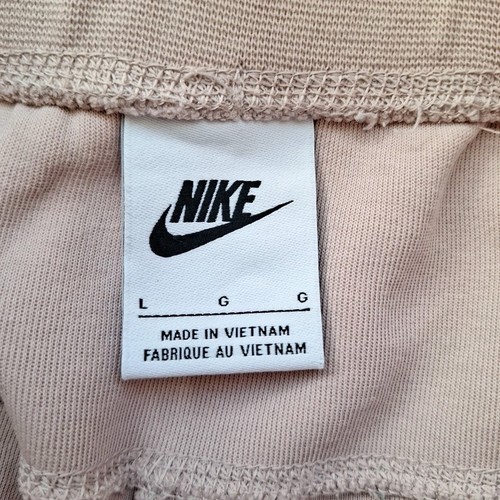 NIKE
L G G
MADE IN VIETNAM
FABRIQUE AU VIETNAM